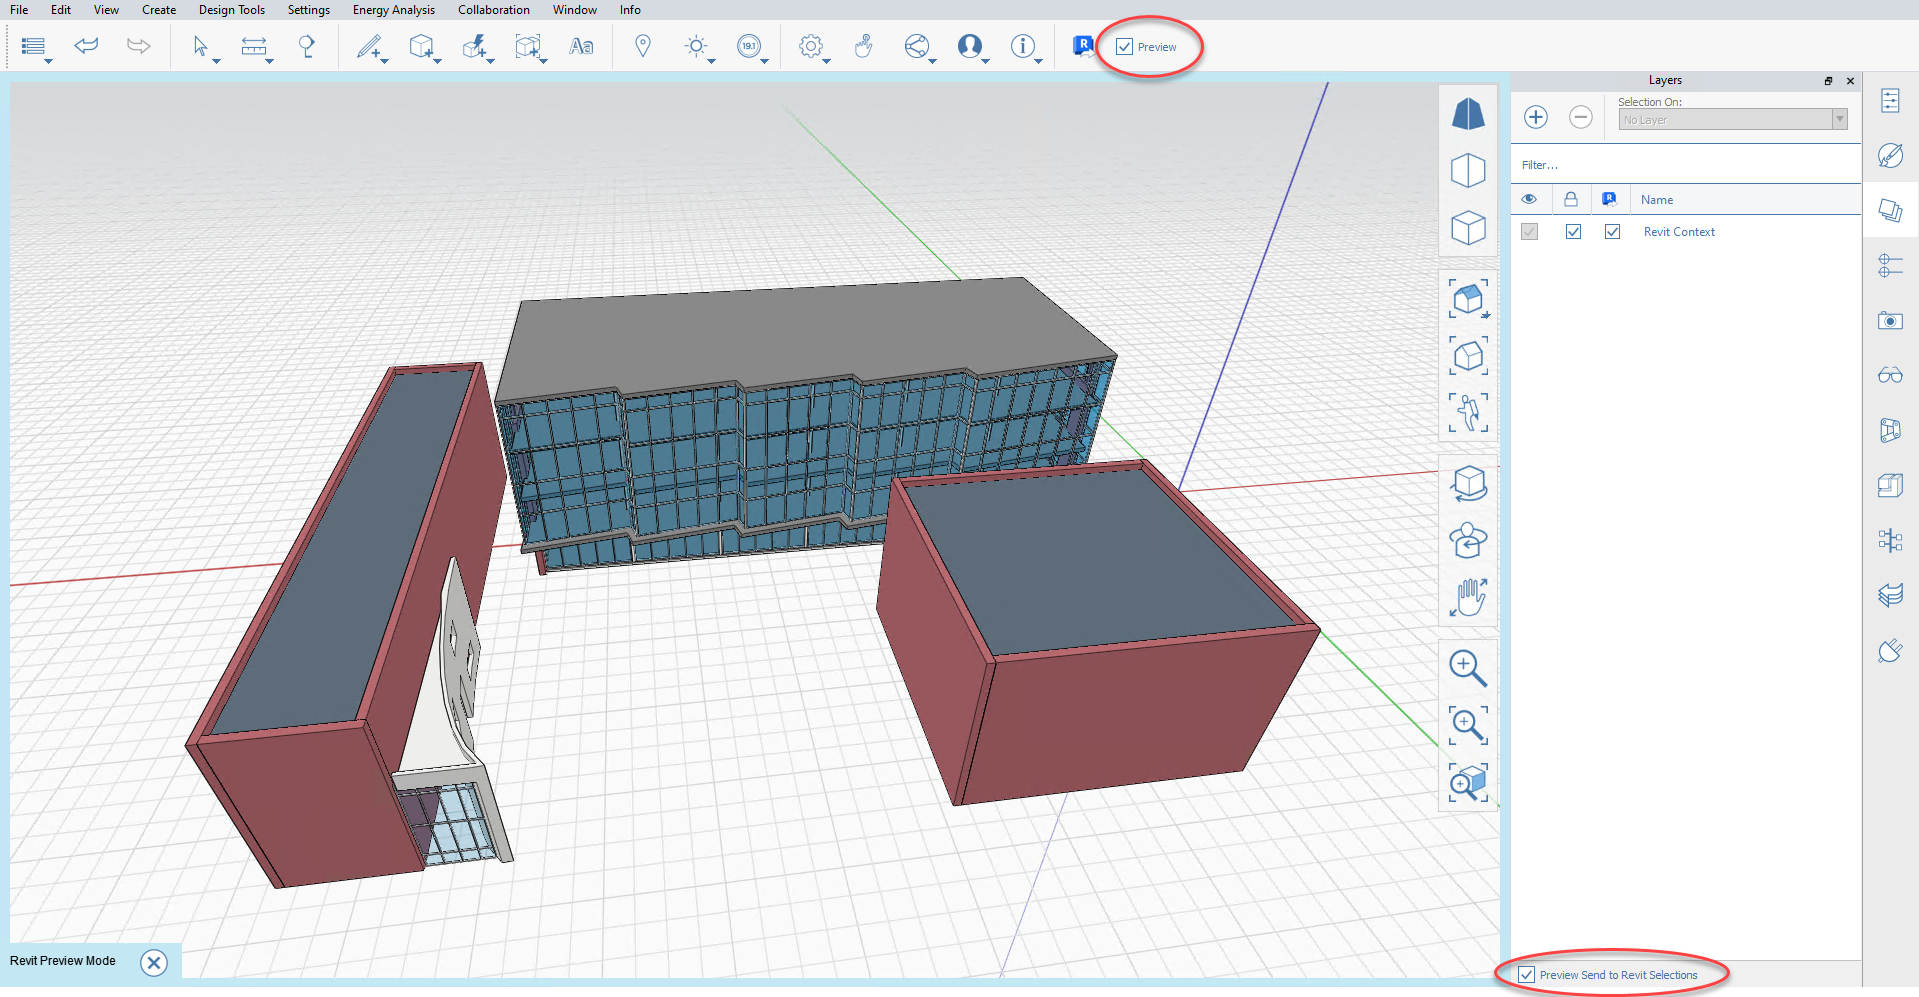 File Edit View Create Design Tools Settings Energy Analysis Collaboration Window Info
Aa 19.1 R Preview
Layers
Selection On:
No Layer
Filter...
R Name
Revit Context
Revit Preview Mode
Preview Send to Revit Selections